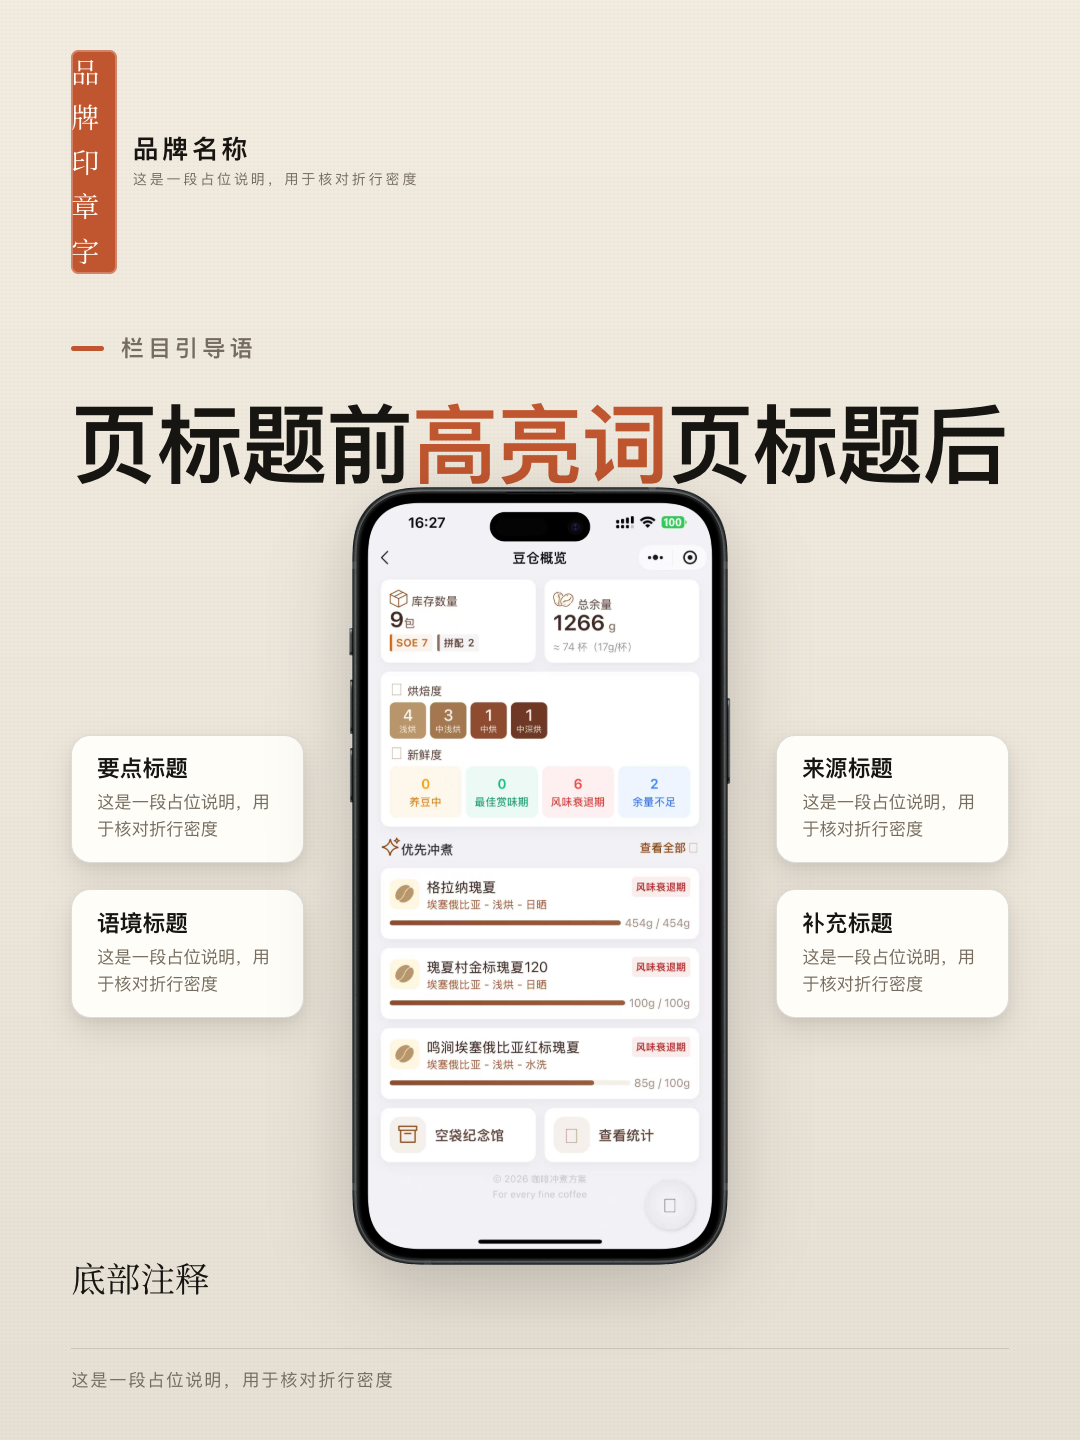 品
牌
印
章
字
品牌名称
这是一段占位说明，用于核对折行密度
栏目引导语
页标题前高亮词页标题后
16:27
100
豆仓概览
库存数量
9包
SOE 7 拼配 2
总余量
1266 g
≈ 74 杯（17g/杯）
烘焙度
4 3 1 1
浅烘 中浅烘 中烘 中深烘
新鲜度
0 0 6 2
养豆中 最佳赏味期 风味衰退期 余量不足
优先冲煮 查看全部
格拉纳瑰夏 风味衰退期
埃塞俄比亚 - 浅烘 - 日晒
454g / 454g
瑰夏村金标瑰夏120 风味衰退期
埃塞俄比亚 - 浅烘 - 日晒
100g / 100g
鸣涧埃塞俄比亚红标瑰夏 风味衰退期
埃塞俄比亚 - 浅烘 - 水洗
85g / 100g
空袋纪念馆 查看统计
© 2026 咖啡冲煮方案
For every fine coffee
要点标题
这是一段占位说明，用
于核对折行密度
语境标题
这是一段占位说明，用
于核对折行密度
来源标题
这是一段占位说明，用
于核对折行密度
补充标题
这是一段占位说明，用
于核对折行密度
底部注释
这是一段占位说明，用于核对折行密度